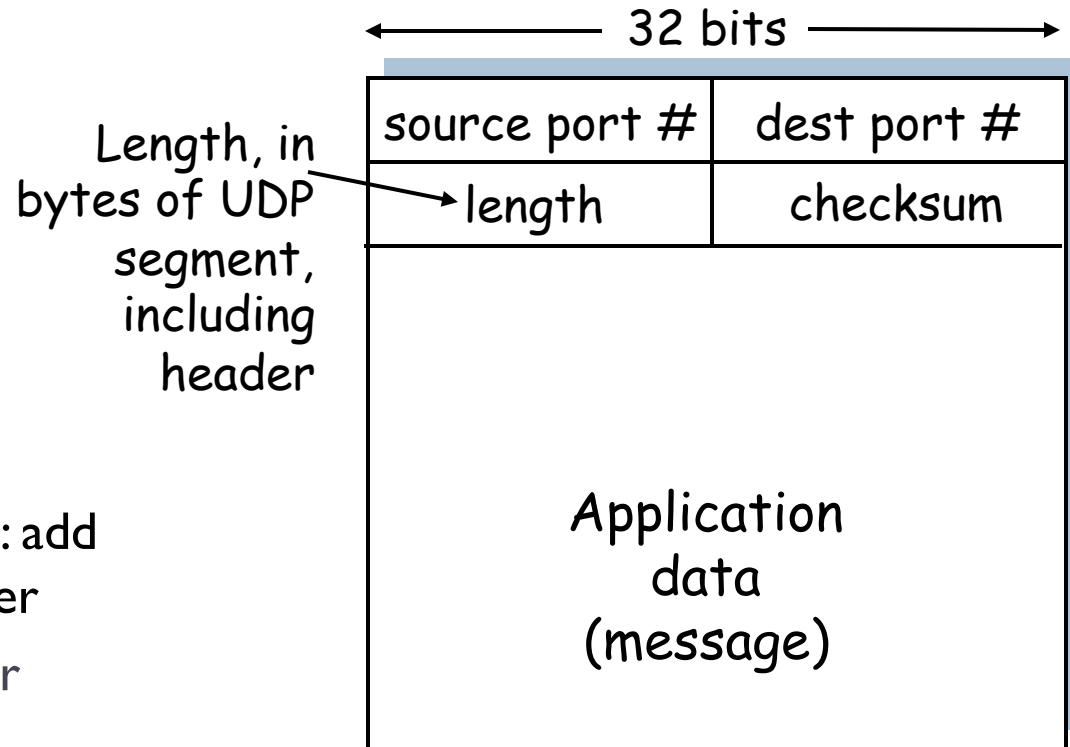 32 bits
source port # dest port #
Length, in
bytes of UDP
segment,
including
header
length checksum
: add
er
r
Application
data
(message)